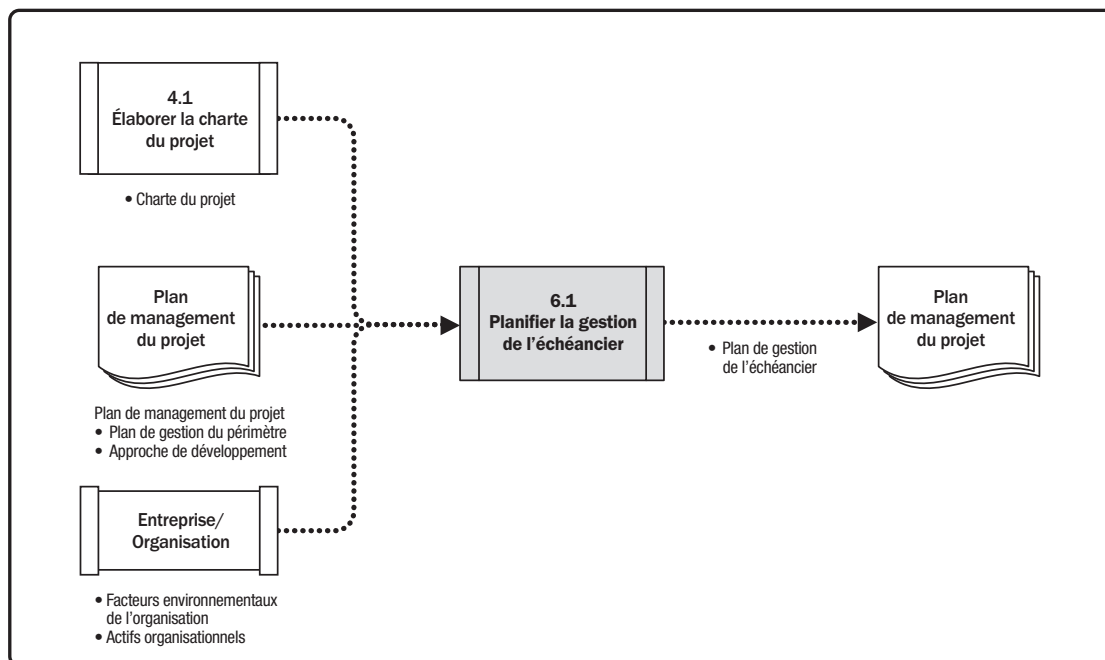 4.1
Élaborer la charte
du projet
• Charte du projet
Plan
de management
du projet
Plan de management du projet
• Plan de gestion du périmètre
• Approche de développement
Entreprise/
Organisation
• Facteurs environnementaux
de l’organisation
• Actifs organisationnels
6.1
Planifier la gestion
de l’échéancier
• Plan de gestion
de l’échéancier
Plan
de management
du projet